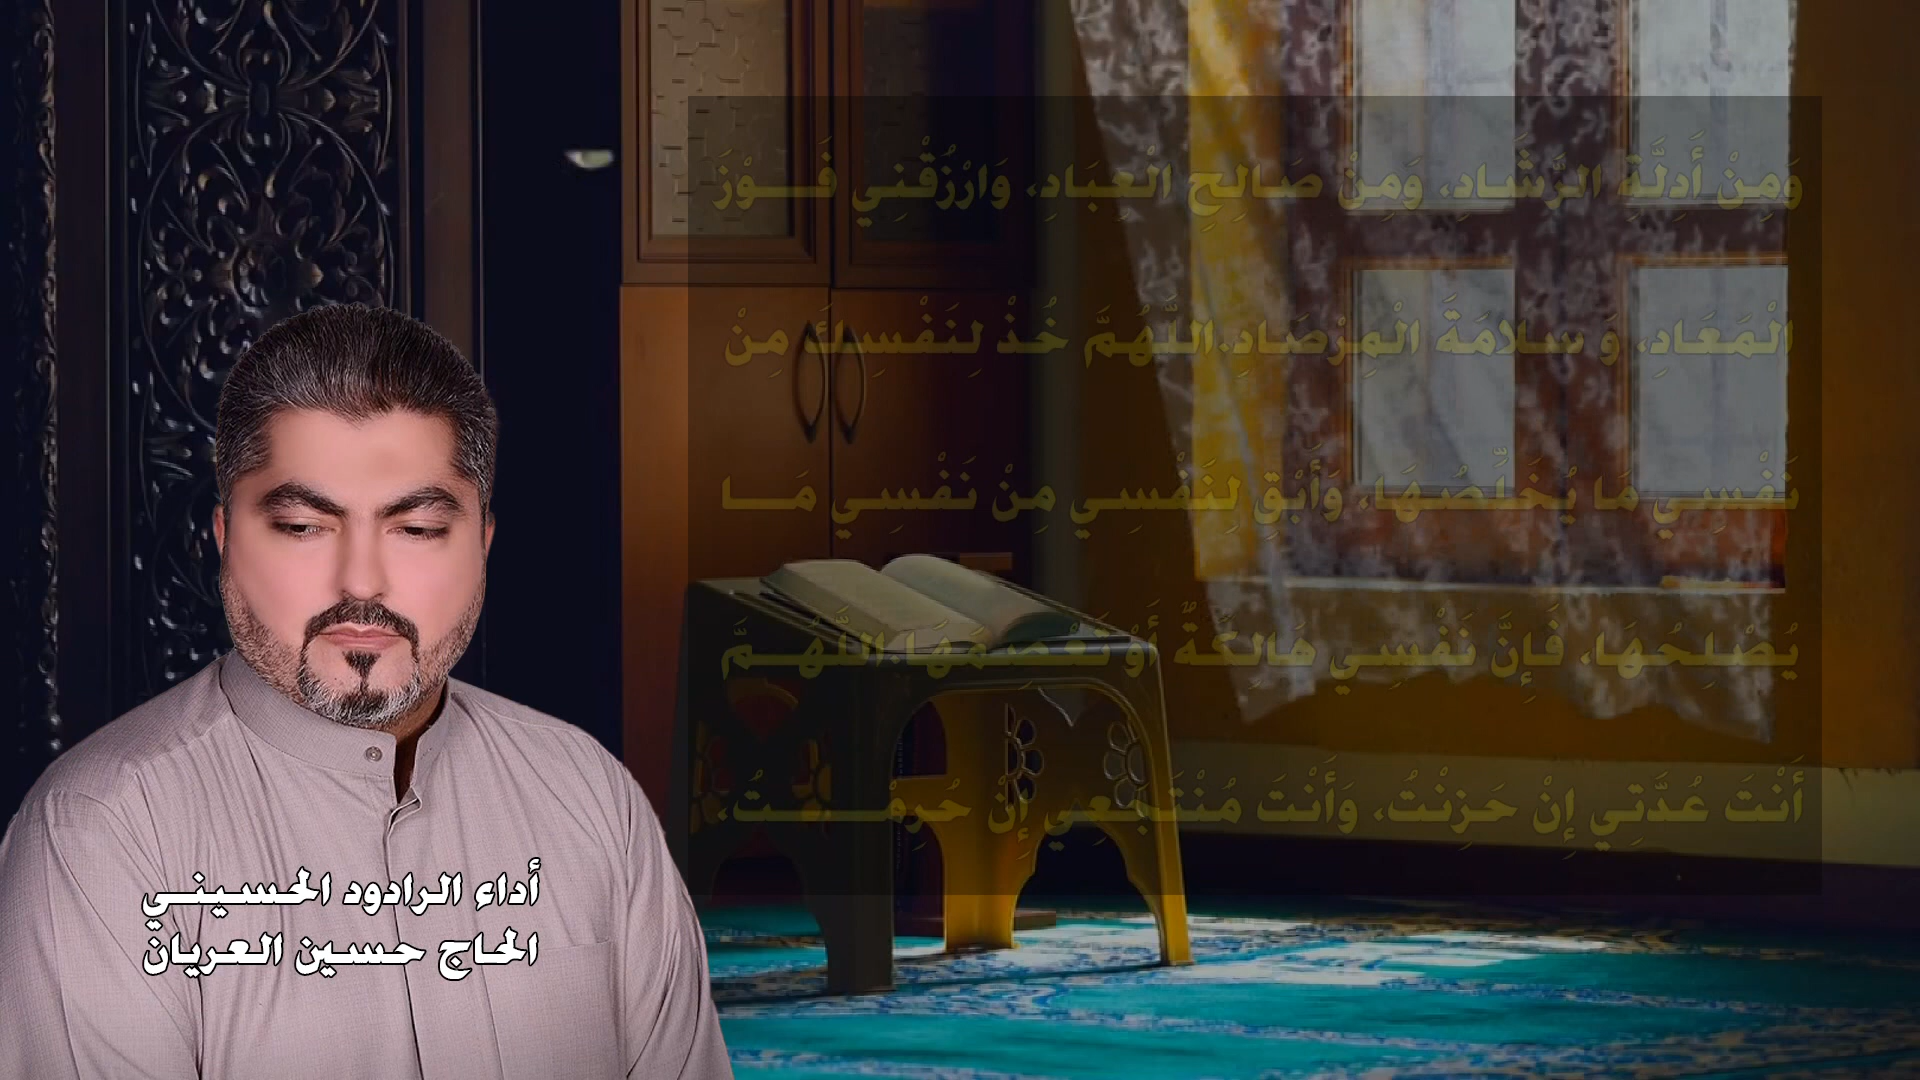 وَمِنْ أَدِلَّةِ الرَّشَادِ، وَمِنْ صَالِحِ الْعِبَادِ، وَارْزُقْنِي فَوْزَ
الْمَعَادِ، وَ سلامَةَ الْمِرْصَادِ.اللَّهُمَّ خُذْ لِنَفْسِكَ مِنْ
نَفْسِي مَا يُخَلِّصُهَا، وَأَبْقِ لِنَفْسِي مِنْ نَفْسِي مَا
يُصْلِحُهَا، فَإِنَّ نَفْسِي هَالِكَةٌ أَوْ تَعْصِمَهَا.اللَّهُمَّ
أَنْتَ عُدَّتِي إِنْ حَزِنْتُ، وَأَنْتَ مُنْتَجَعِي إِنْ حُرِمْتُ،
أداء الرادود الحسيني
الحاج حسين العريان